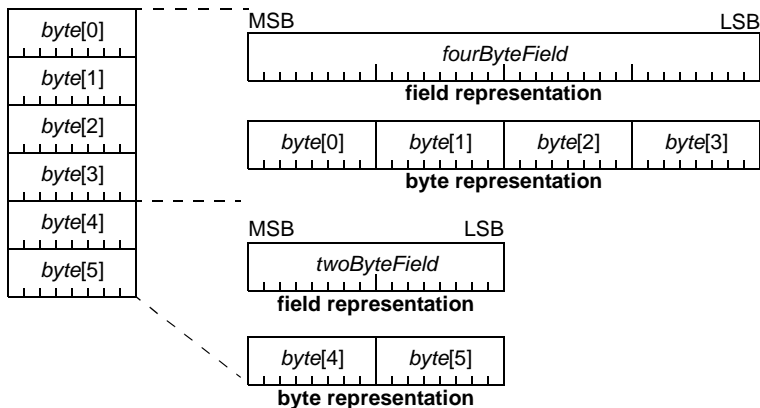 byte[0]
byte[1]
byte[2]
byte[3]
byte[4]
byte[5]
MSB LSB
fourByteField
field representation
byte[0] byte[1] byte[2] byte[3]
byte representation
MSB LSB
twoByteField
field representation
byte[4] byte[5]
byte representation